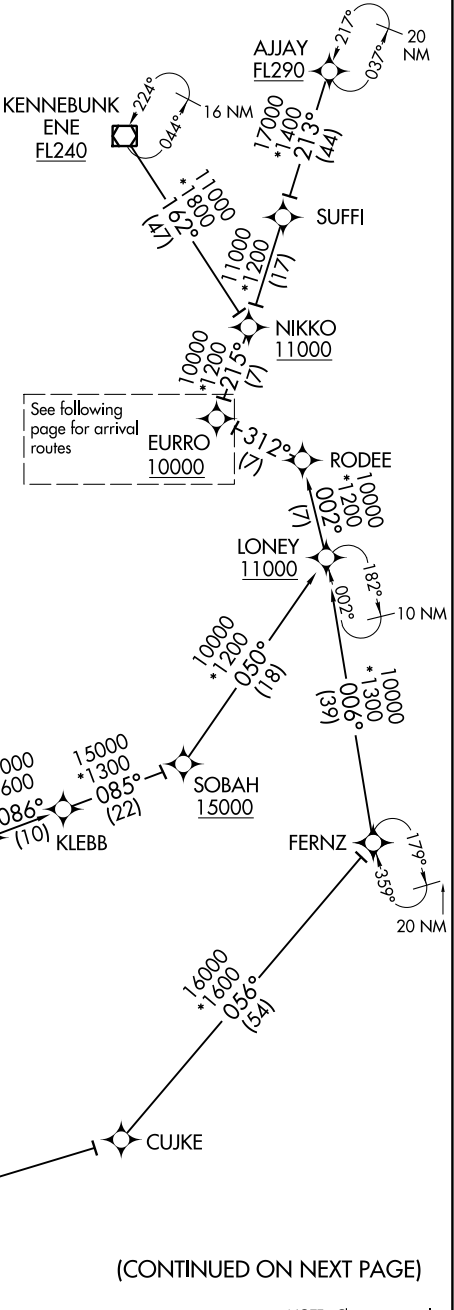 AJJAY
FL290
217°
037°
20
NM
KENNEBUNK
ENE
FL240
224°
044°
16 NM
17000
*1400
213°
(44)
SUFFI
11000
*1800
162°
(47)
11000
*1200
(17)
NIKKO
11000
10000
*1200
215°
(7)
See following
page for arrival
routes
EURRO
10000
312°
(7)
RODEE
10000
*1200
002°
(7)
LONEY
11000
182°
002°
10 NM
10000
*1200
050°
(18)
10000
*1300
006°
(39)
000
600
086°
(10)
KLEBB
15000
*1300
085°
(22)
SOBAH
15000
FERNZ
179°
359°
20 NM
16000
*1600
056°
(54)
CUJKE
(CONTINUED ON NEXT PAGE)